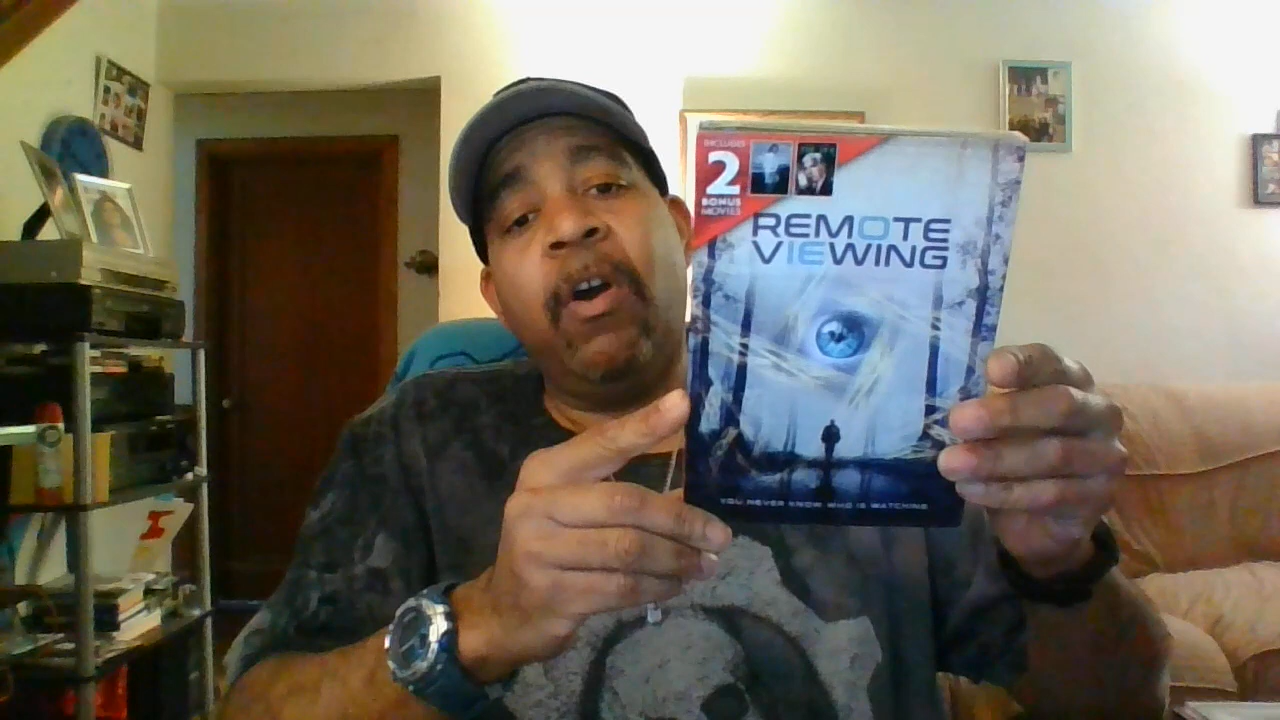 INCLUDES
2
BONUS
MOVIES
REMOTE
VIEWING
YOU NEVER KNOW WHO IS WATCHING